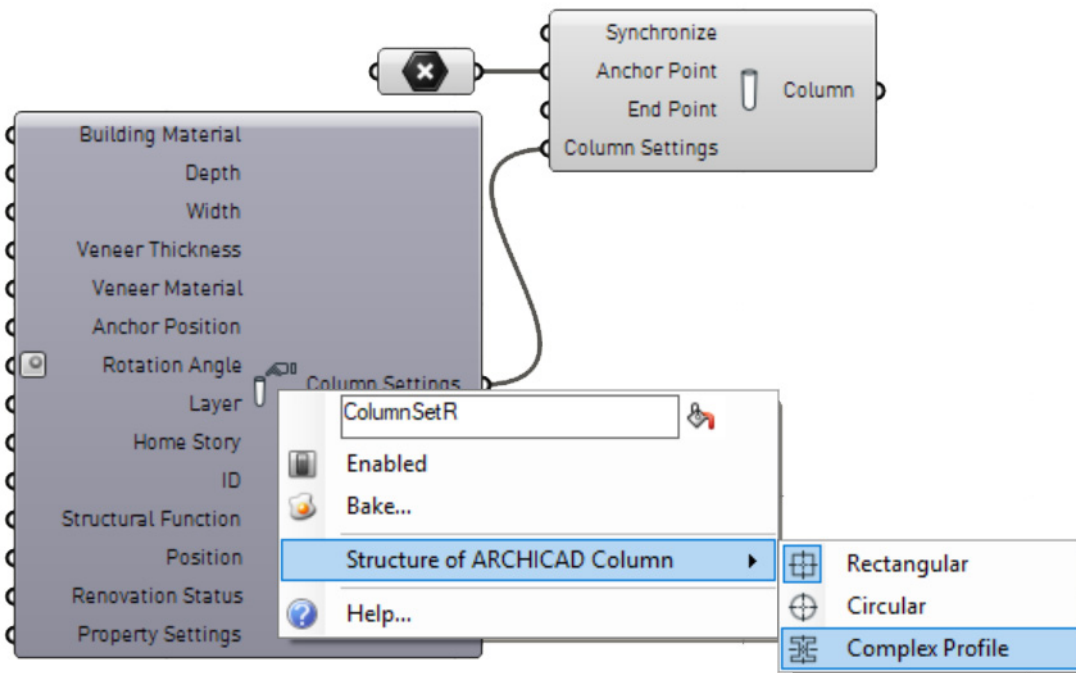 Synchronize
Anchor Point
End Point
Column Settings
Column
Building Material
Depth
Width
Veneer Thickness
Veneer Material
Anchor Position
Rotation Angle
Layer
Home Story
ID
Structural Function
Position
Renovation Status
Property Settings
Column Settings
ColumnSetR
Enabled
Bake...
Structure of ARCHICAD Column
Help...
Rectangular
Circular
Complex Profile